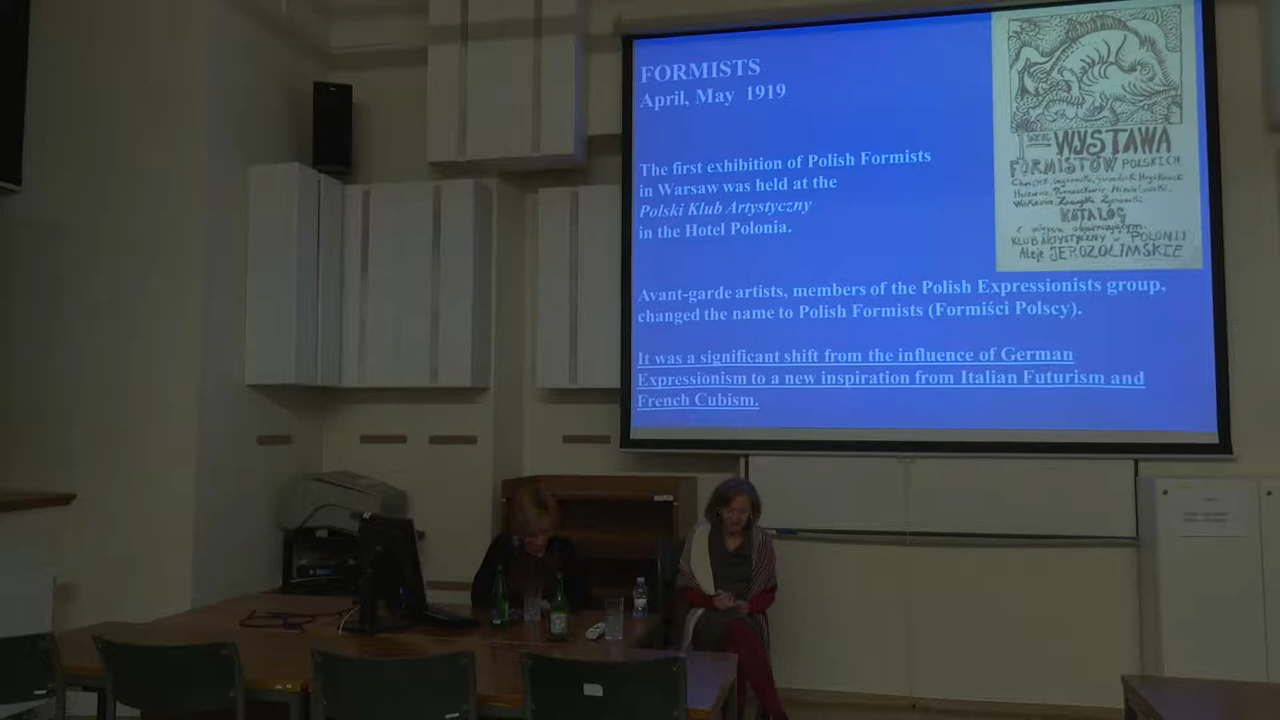 FORMISTS
April, May 1919
The first exhibition of Polish Formists
in Warsaw was held at the
Polski Klub Artystyczny
in the Hotel Polonia.
Avant-garde artists, members of the Polish Expressionists group,
changed the name to Polish Formists (Formiści Polscy).
It was a significant shift from the influence of German
Expressionism to a new inspiration from Italian Futurism and
French Cubism.
WYSTAWA
FORMISTÓW POLSKICH
KATALOG
KLUB ARTYSTYCZNY w POLONII
Aleje JEROZOLIMSKIE